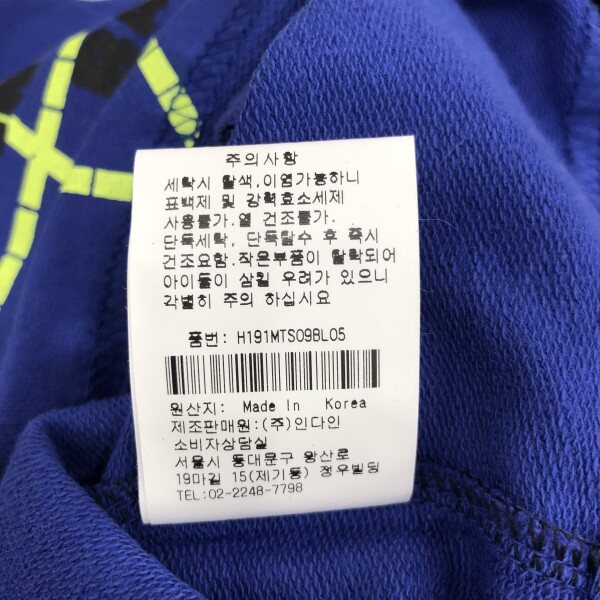 주의사항
세탁시 탈색,이염가능하니
표백제 및 강력효소세제
사용불가.열 건조불가.
단독세탁, 단독탈수 후 즉시
건조요함.작은부품이 탈락되어
아이들이 삼킬 우려가 있으니
각별히 주의 하십시요
품번: H191MTS09BL05
원산지: Made In Korea
제조판매원:(주)인다인
소비자상담실
서울시 동대문구 왕산로
19마길 15(제기동) 정우빌딩
TEL:02-2248-7798